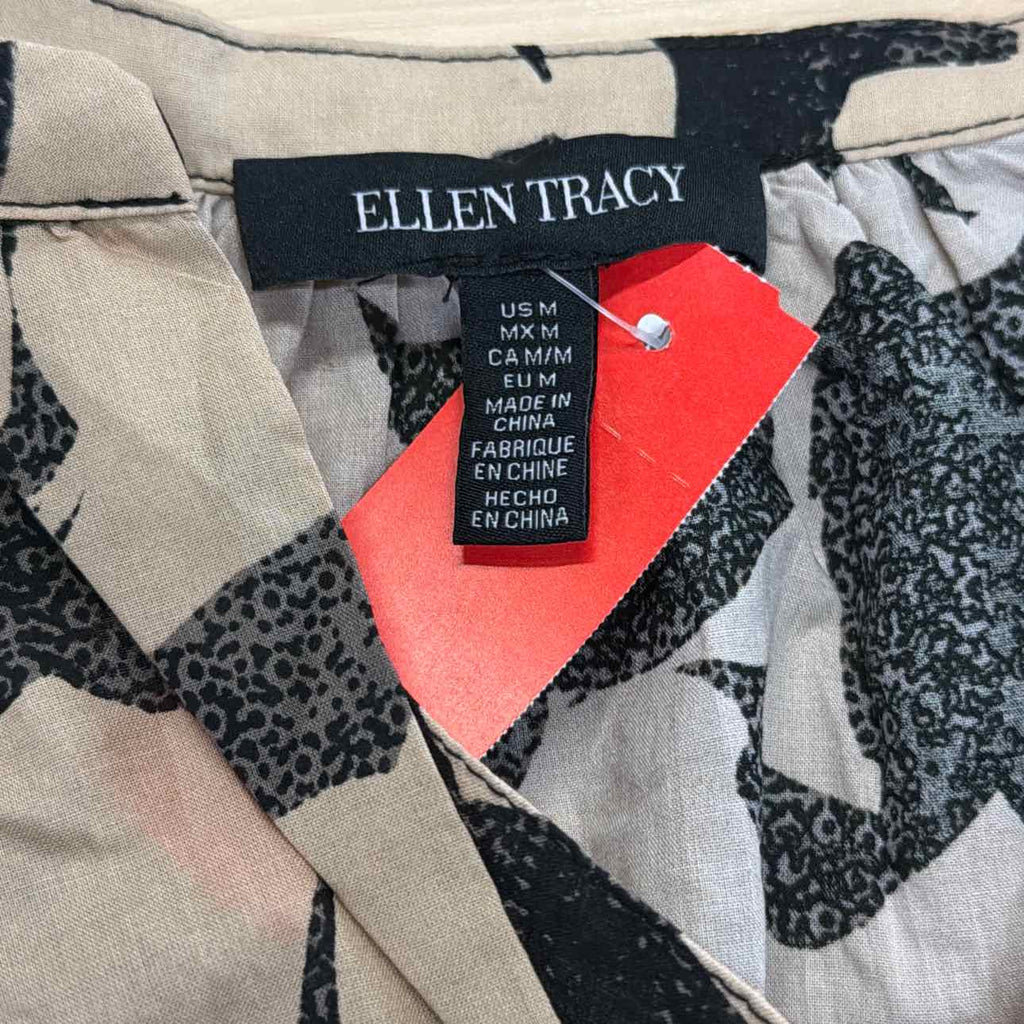 ELLEN TRACY
US M
MX M
CA M/M
EU M
MADE IN
CHINA
FABRIQUE
EN CHINE
HECHO
EN CHINA